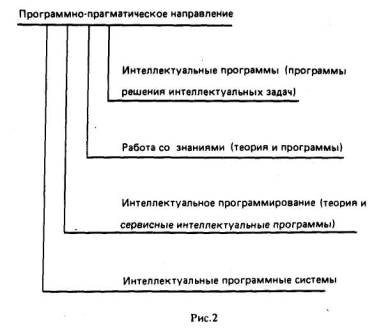 Программно-прагматическое направление
Интеллектуальные программы (программы
решения интеллектуальных задач)
Работа со знаниями (теория и программы)
Интеллектуальное программирование (теория и
сервисные интеллектуальные программы)
Интеллектуальные программные системы
Рис.2